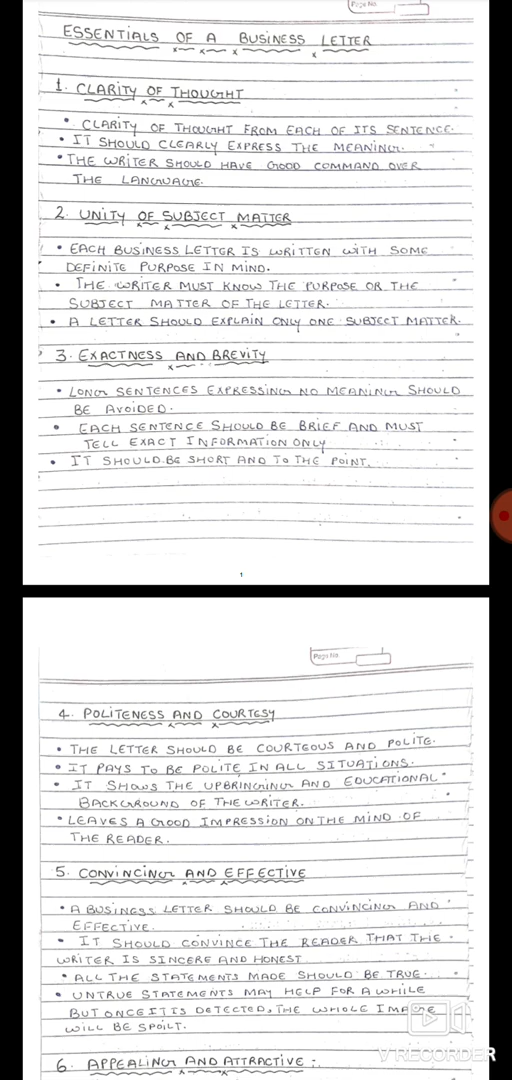 Page No.
ESSENTIALS OF A BUSINESS LETTER
1. CLARITY OF THOUGHT
• CLARITY OF THOUGHT FROM EACH OF ITS SENTENCE.
• IT SHOULD CLEARLY EXPRESS THE MEANING.
• THE WRITER SHOULD HAVE GOOD COMMAND OVER
THE LANGUAGE.
2. UNITY OF SUBJECT MATTER
• EACH BUSINESS LETTER IS WRITTEN WITH SOME
DEFINITE PURPOSE IN MIND.
• THE WRITER MUST KNOW THE PURPOSE OR THE
SUBJECT MATTER OF THE LETTER.
• A LETTER SHOULD EXPLAIN ONLY ONE SUBJECT MATTER.
3. EXACTNESS AND BREVITY
• LONG SENTENCES EXPRESSING NO MEANING SHOULD
BE AVOIDED.
• EACH SENTENCE SHOULD BE BRIEF AND MUST
TELL EXACT INFORMATION ONLY
• IT SHOULD BE SHORT AND TO THE POINT.
1
Page No.
4. POLITENESS AND COURTESY
• THE LETTER SHOULD BE COURTEOUS AND POLITE.
• IT PAYS TO BE POLITE IN ALL SITUATIONS.
• IT SHOWS THE UPBRINGING AND EDUCATIONAL
BACKGROUND OF THE WRITER.
• LEAVES A GOOD IMPRESSION ON THE MIND OF
THE READER.
5. CONVINCING AND EFFECTIVE
• A BUSINESS LETTER SHOULD BE CONVINCING AND
EFFECTIVE.
• IT SHOULD CONVINCE THE READER THAT THE
WRITER IS SINCERE AND HONEST
• ALL THE STATEMENTS MADE SHOULD BE TRUE.
• UNTRUE STATEMENTS MAY HELP FOR A WHILE
BUT ONCE IT IS DETECTED, THE WHOLE IMAGE
WILL BE SPOILT.
V RECORDER
6. APPEALING AND ATTRACTIVE :-